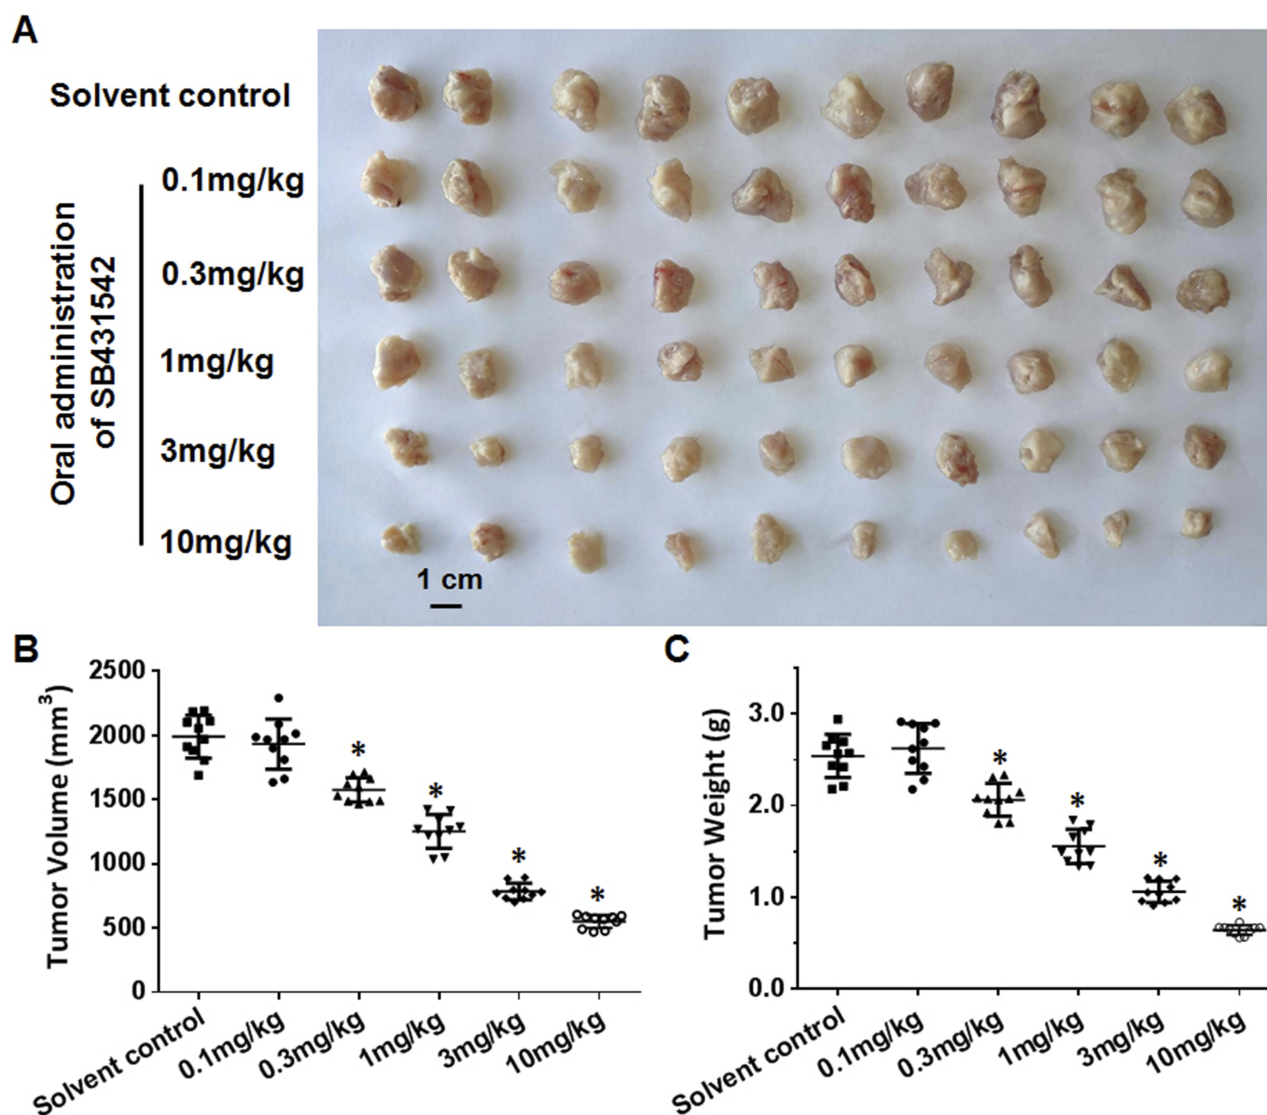 A
Solvent control
Oral administration
of SB431542
0.1mg/kg
0.3mg/kg
1mg/kg
3mg/kg
10mg/kg
1 cm
B
Tumor Volume (mm³)
2500
2000
1500
1000
500
0
*
*
*
*
Solvent control
0.1mg/kg
0.3mg/kg
1mg/kg
3mg/kg
10mg/kg
C
Tumor Weight (g)
3.0
2.0
1.0
0.0
*
*
*
*
Solvent control
0.1mg/kg
0.3mg/kg
1mg/kg
3mg/kg
10mg/kg